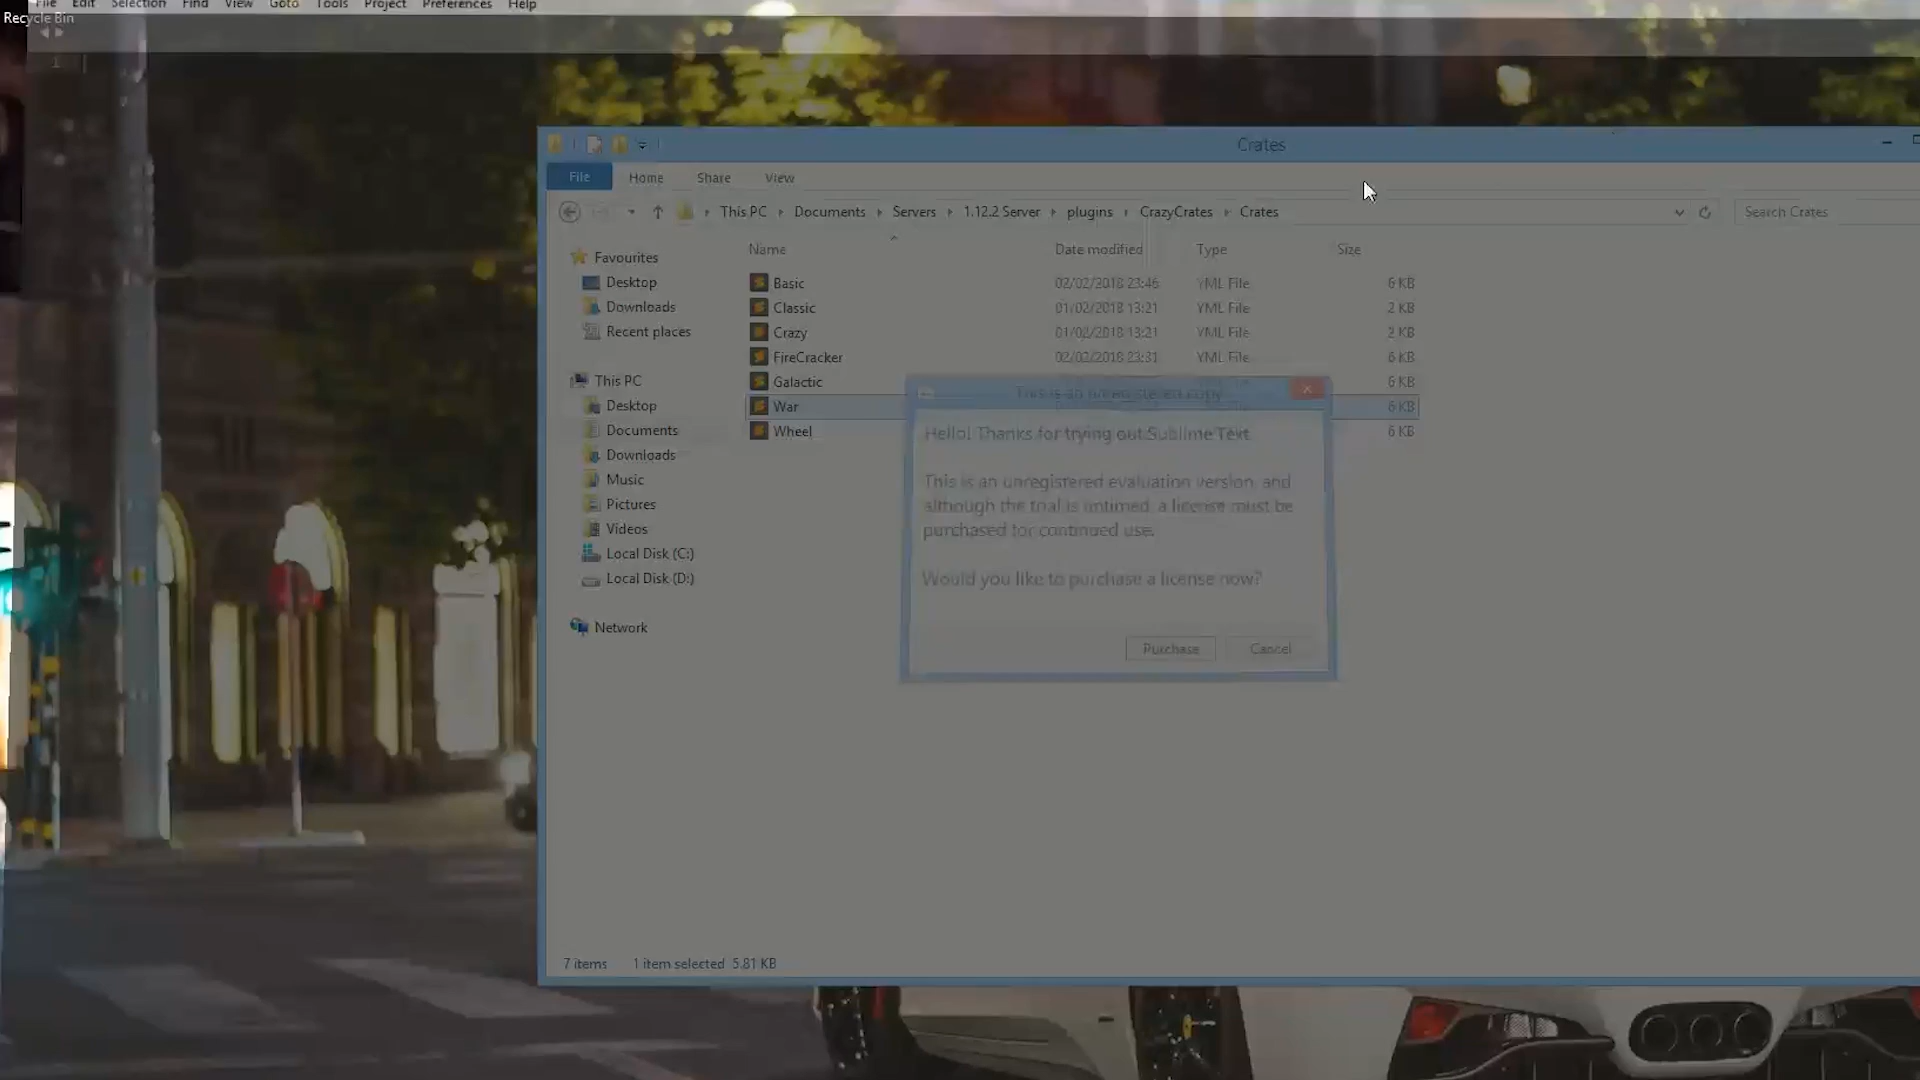 File Edit Selection Find View Goto Tools Project Preferences Help
Recycle Bin
1
Crates
File Home Share View
This PC Documents Servers 1.12.2 Server plugins CrazyCrates Crates
Search Crates
Name Date modified Type Size
Favourites
Desktop
Downloads
Recent places
This PC
Desktop
Documents
Downloads
Music
Pictures
Videos
Local Disk (C:)
Local Disk (D:)
Network
Basic 02/02/2018 23:46 YML File 6 KB
Classic 01/02/2018 13:21 YML File 2 KB
Crazy 01/02/2018 13:21 YML File 2 KB
FireCracker 02/02/2018 23:31 YML File 6 KB
Galactic 6 KB
War 6 KB
Wheel 6 KB
This is an unregistered copy
Hello! Thanks for trying out Sublime Text.
This is an unregistered evaluation version, and
although the trial is untimed, a license must be
purchased for continued use.
Would you like to purchase a license now?
Purchase Cancel
7 items 1 item selected 5.81 KB